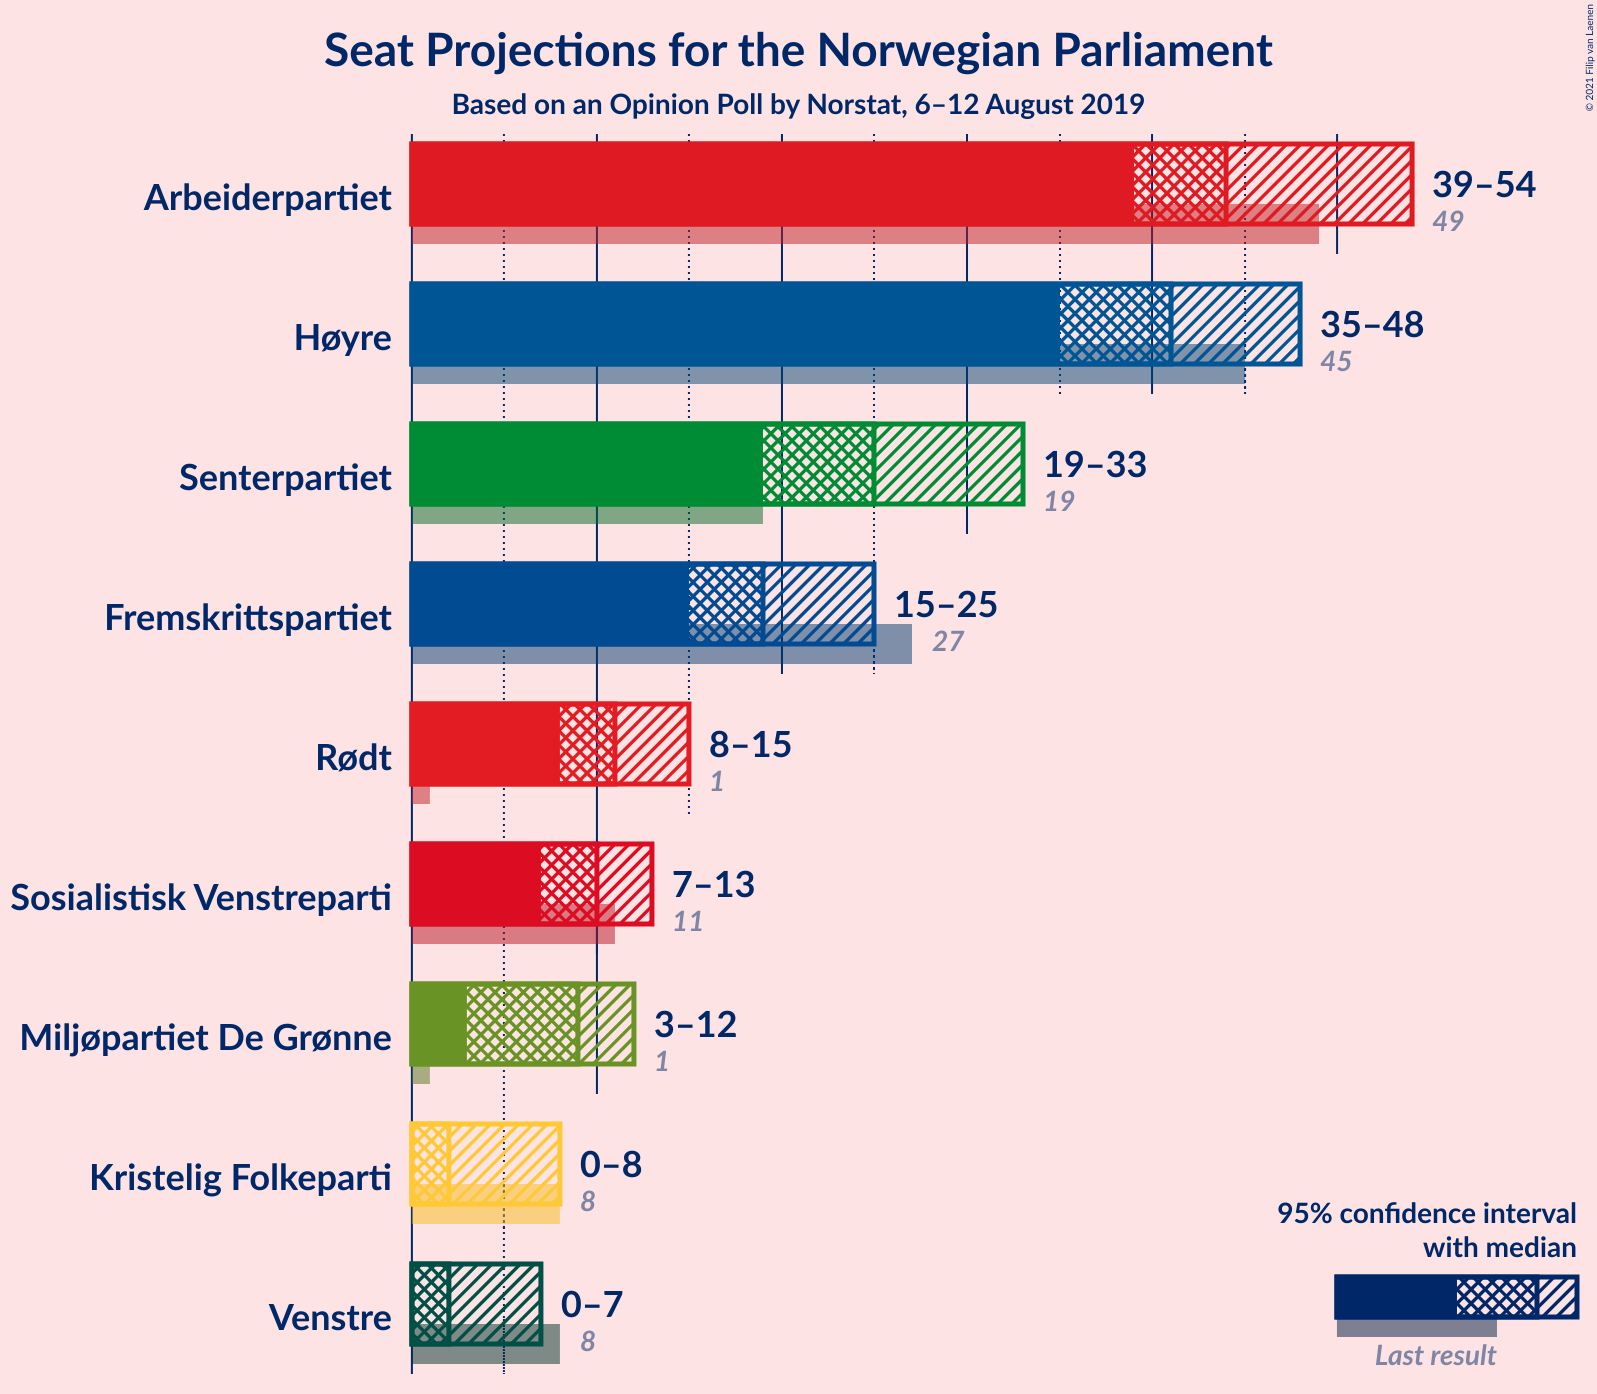 Seat Projections for the Norwegian Parliament
Based on an Opinion Poll by Norstat, 6–12 August 2019
© 2021 Filip van Laenen
Arbeiderpartiet
39–54
49
Høyre
35–48
45
Senterpartiet
19–33
19
Fremskrittspartiet
15–25
27
Rødt
8–15
1
Sosialistisk Venstreparti
7–13
11
Miljøpartiet De Grønne
3–12
1
Kristelig Folkeparti
0–8
8
Venstre
0–7
8
95% confidence interval
with median
Last result